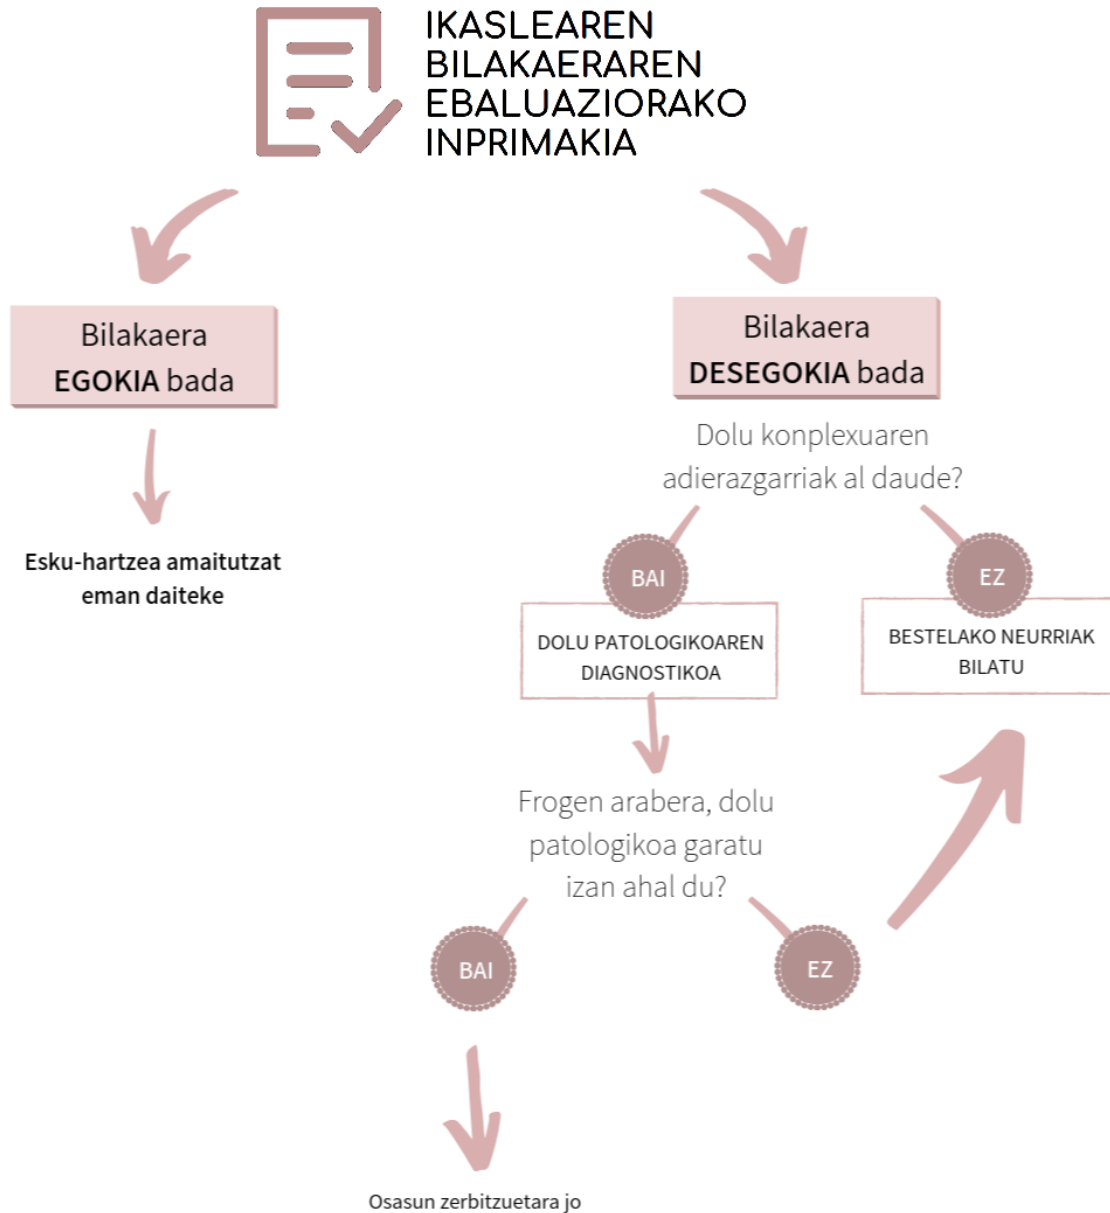 IKASLEAREN
BILAKAERAREN
EBALUAZIORAKO
INPRIMAKIA
Bilakaera
EGOKIA bada
Esku-hartzea amaitutzat
eman daiteke
Bilakaera
DESEGOKIA bada
Dolu konplexuaren
adierazgarriak al daude?
BAI
EZ
DOLU PATOLOGIKOAREN
DIAGNOSTIKOA
BESTELAKO NEURRIAK
BILATU
Frogen arabera, dolu
patologikoa garatu
izan ahal du?
BAI
EZ
Osasun zerbitzuetara jo